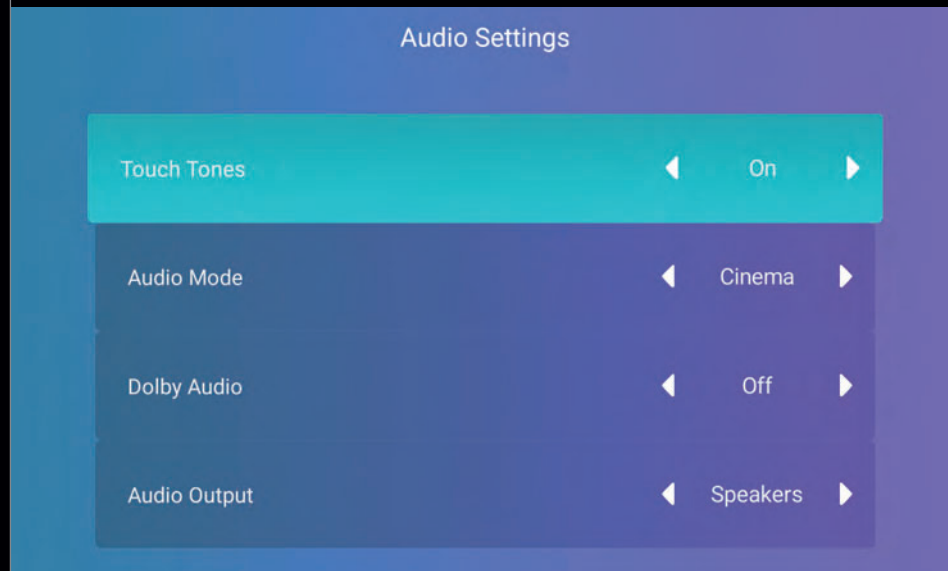 Audio Settings
Touch Tones On
Audio Mode Cinema
Dolby Audio Off
Audio Output Speakers